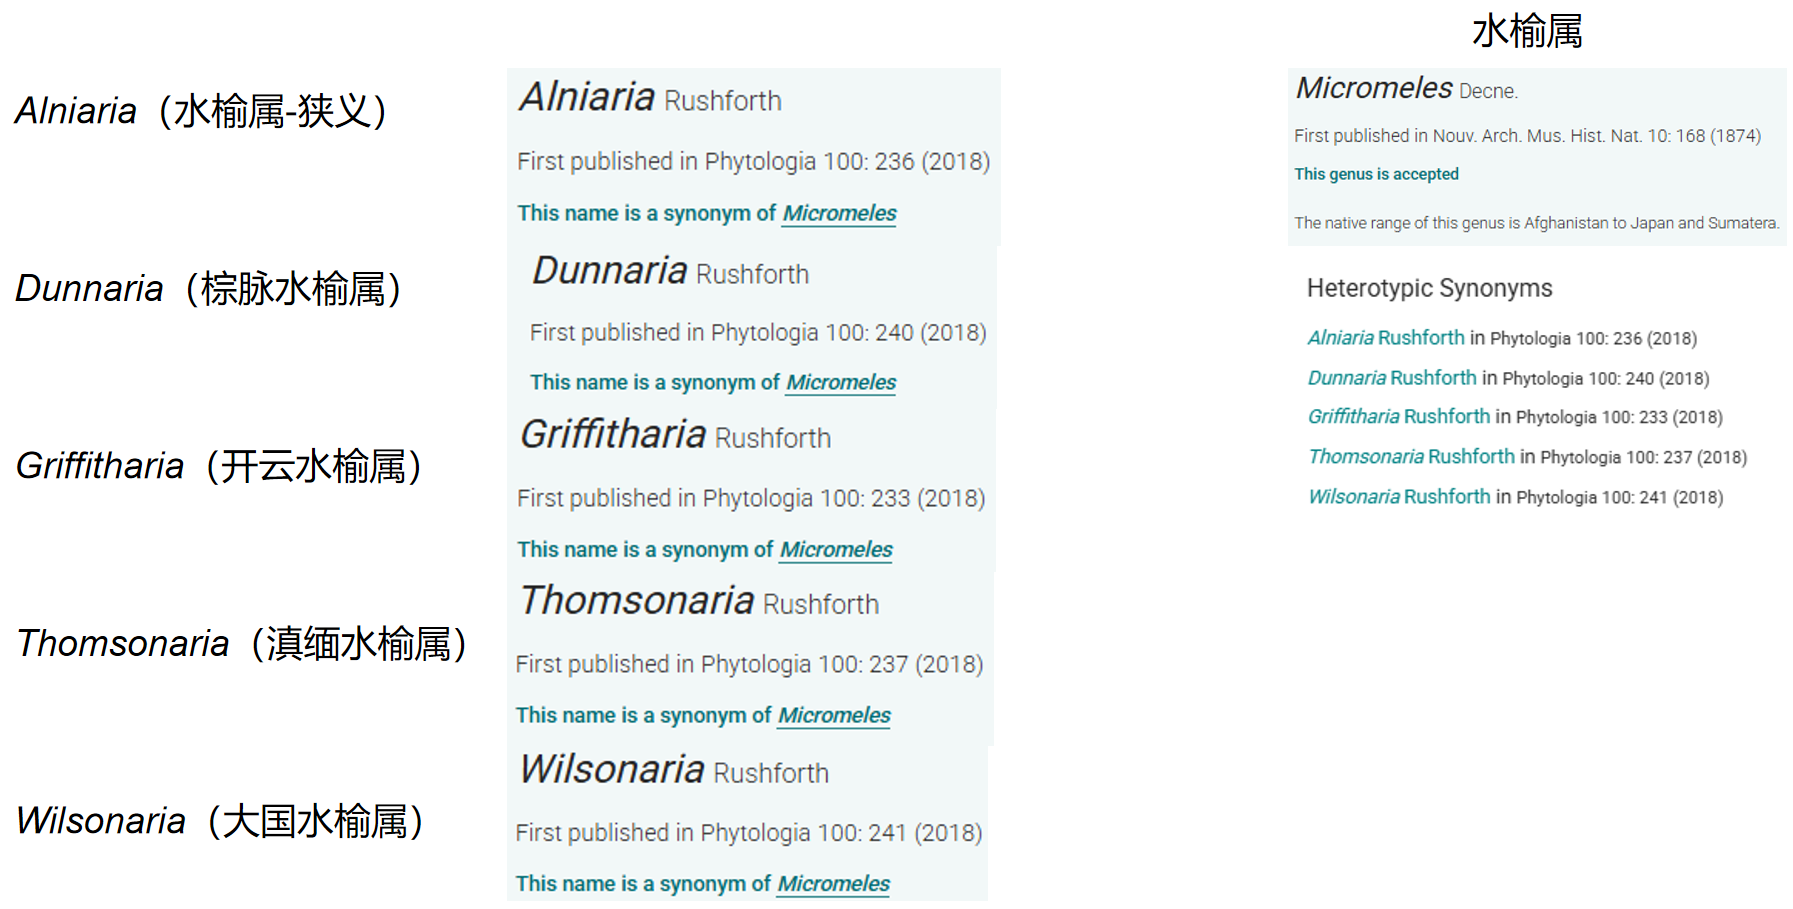 Alniaria（水榆属-狭义）
Alniaria Rushforth
First published in Phytologia 100: 236 (2018)
This name is a synonym of Micromeles
Dunnaria（棕脉水榆属）
Dunnaria Rushforth
First published in Phytologia 100: 240 (2018)
This name is a synonym of Micromeles
Griffitharia（开云水榆属）
Griffitharia Rushforth
First published in Phytologia 100: 233 (2018)
This name is a synonym of Micromeles
Thomsonaria（滇缅水榆属）
Thomsonaria Rushforth
First published in Phytologia 100: 237 (2018)
This name is a synonym of Micromeles
Wilsonaria（大国水榆属）
Wilsonaria Rushforth
First published in Phytologia 100: 241 (2018)
This name is a synonym of Micromeles
水榆属
Micromeles Decne.
First published in Nouv. Arch. Mus. Hist. Nat. 10: 168 (1874)
This genus is accepted
The native range of this genus is Afghanistan to Japan and Sumatera.
Heterotypic Synonyms
Alniaria Rushforth in Phytologia 100: 236 (2018)
Dunnaria Rushforth in Phytologia 100: 240 (2018)
Griffitharia Rushforth in Phytologia 100: 233 (2018)
Thomsonaria Rushforth in Phytologia 100: 237 (2018)
Wilsonaria Rushforth in Phytologia 100: 241 (2018)